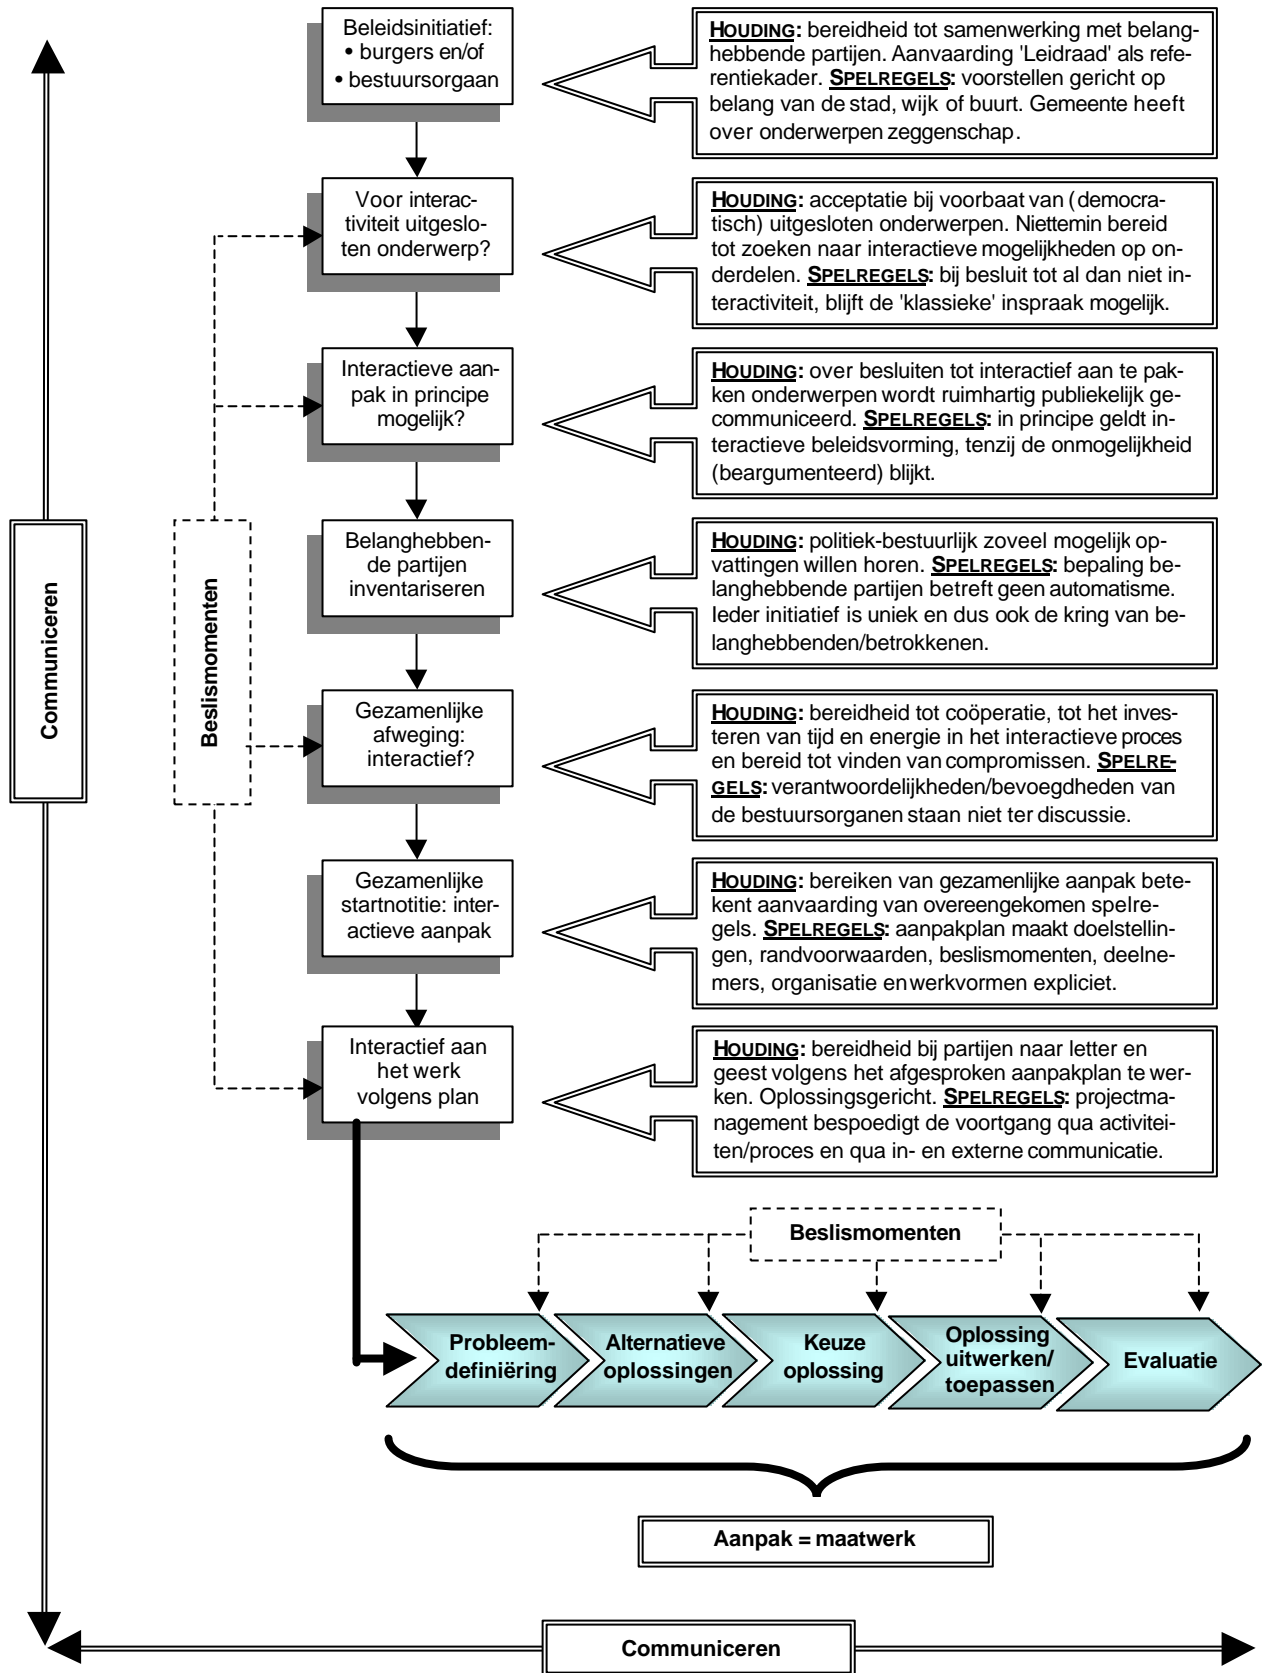 Beleidsinitiatief:
• burgers en/of
• bestuursorgaan
HOUDING: bereidheid tot samenwerking met belang-
hebbende partijen. Aanvaarding 'Leidraad' als refe-
rentiekader. SPELREGELS: voorstellen gericht op
belang van de stad, wijk of buurt. Gemeente heeft
over onderwerpen zeggenschap.
Voor interac-
tiviteit uitgeslo-
ten onderwerp?
HOUDING: acceptatie bij voorbaat van (democra-
tisch) uitgesloten onderwerpen. Niettemin bereid
tot zoeken naar interactieve mogelijkheden op on-
derdelen. SPELREGELS: bij besluit tot al dan niet in-
teractiviteit, blijft de 'klassieke' inspraak mogelijk.
Interactieve aan-
pak in principe
mogelijk?
HOUDING: over besluiten tot interactief aan te pak-
ken onderwerpen wordt ruimhartig publiekelijk ge-
communiceerd. SPELREGELS: in principe geldt in-
teractieve beleidsvorming, tenzij de onmogelijkheid
(beargumenteerd) blijkt.
Communiceren
Beslismomenten
Belanghebben-
de partijen
inventariseren
HOUDING: politiek-bestuurlijk zoveel mogelijk op-
vattingen willen horen. SPELREGELS: bepaling be-
langhebbende partijen betreft geen automatisme.
Ieder initiatief is uniek en dus ook de kring van be-
langhebbenden/betrokkenen.
Gezamenlijke
afweging:
interactief?
HOUDING: bereidheid tot coöperatie, tot het inves-
teren van tijd en energie in het interactieve proces
en bereid tot vinden van compromissen. SPELRE-
GELS: verantwoordelijkheden/bevoegdheden van
de bestuursorganen staan niet ter discussie.
Gezamenlijke
startnotitie: inter-
actieve aanpak
HOUDING: bereiken van gezamenlijke aanpak bete-
kent aanvaarding van overeengekomen spelre-
gels. SPELREGELS: aanpakplan maakt doelstellin-
gen, randvoorwaarden, beslismomenten, deelne-
mers, organisatie en werkvormen expliciet.
Interactief aan
het werk
volgens plan
HOUDING: bereidheid bij partijen naar letter en
geest volgens het afgesproken aanpakplan te wer-
ken. Oplossingsgericht. SPELREGELS: projectma-
nagement bespoedigt de voortgang qua activitei-
ten/proces en qua in- en externe communicatie.
Beslismomenten
Probleem-
definiëring
Alternatieve
oplossingen
Keuze
oplossing
Oplossing
uitwerken/
toepassen
Evaluatie
Aanpak = maatwerk
Communiceren